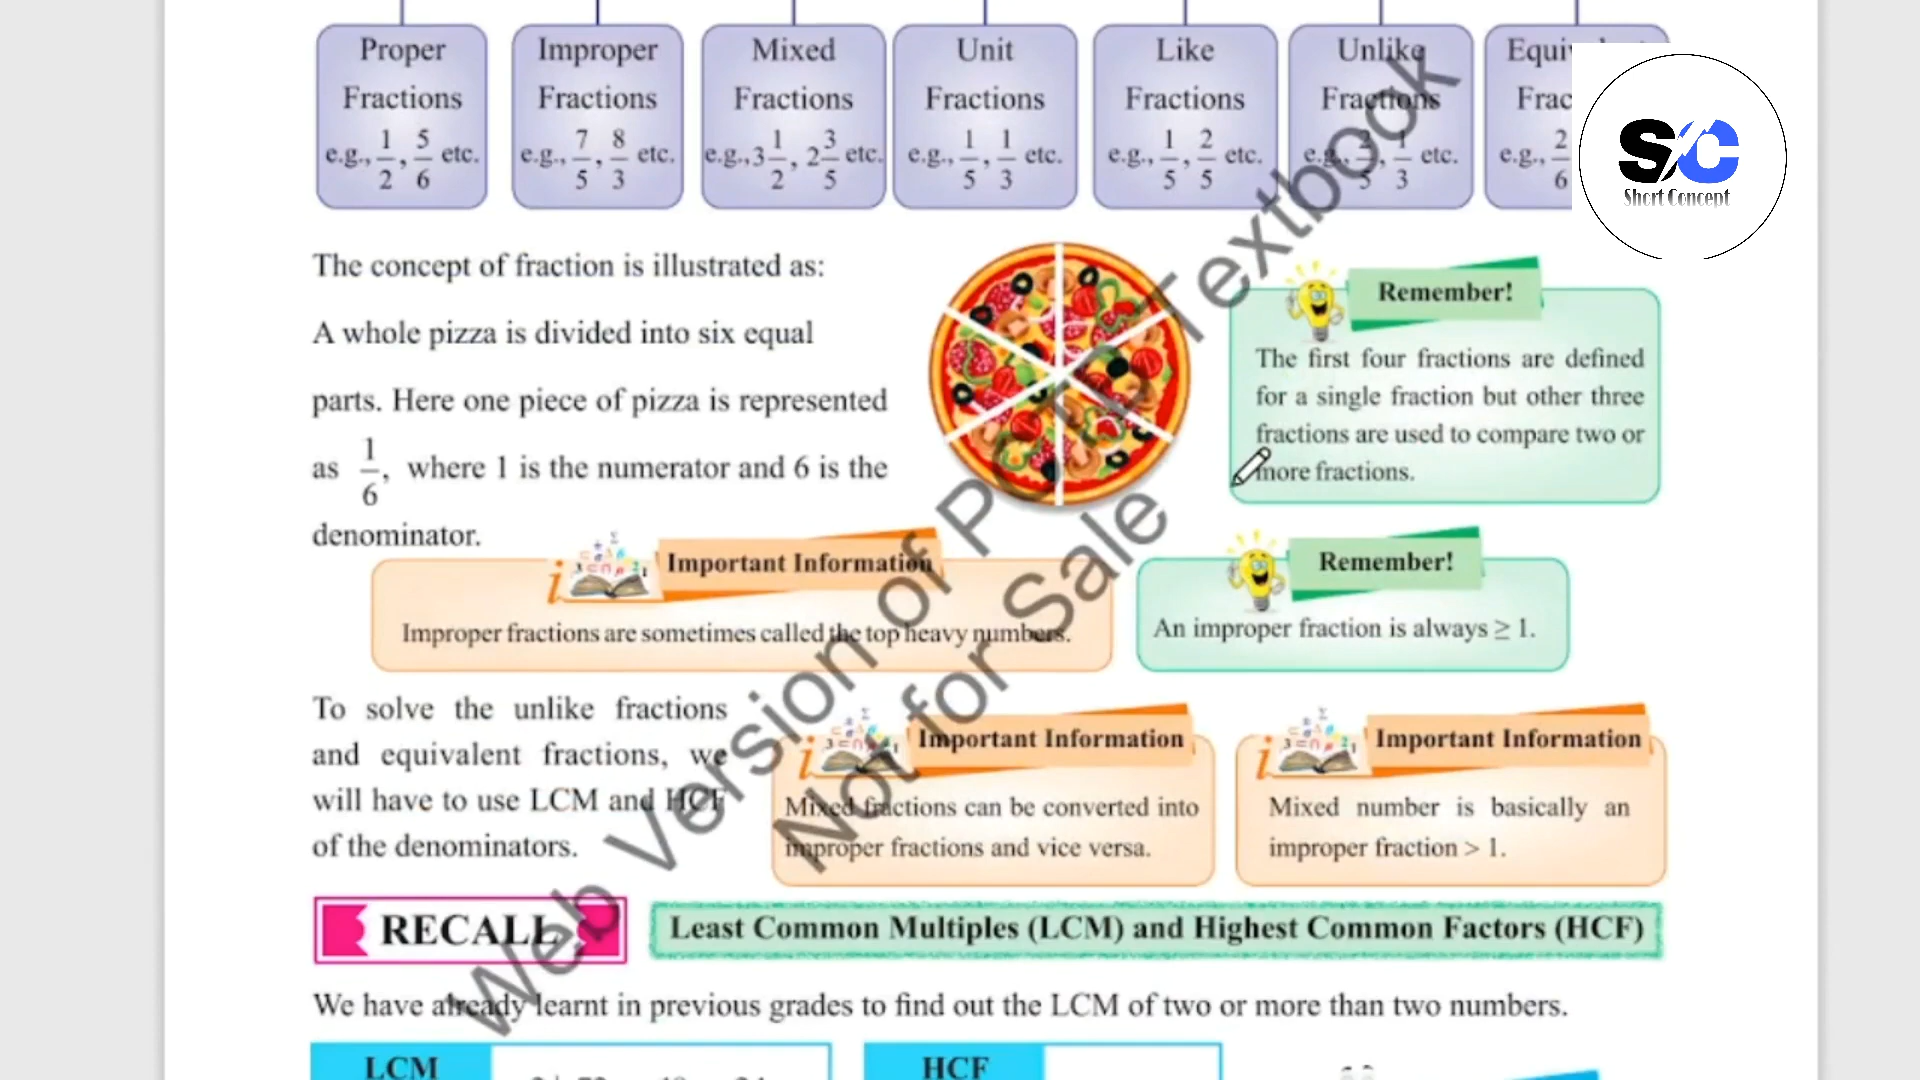 Proper
Fractions
e.g., 1/2, 5/6 etc.
Improper
Fractions
e.g., 7/5, 8/3 etc.
Mixed
Fractions
e.g., 3 1/2, 2 3/5 etc.
Unit
Fractions
e.g., 1/5, 1/3 etc.
Like
Fractions
e.g., 1/5, 2/5 etc.
Unlike
Fractions
e.g., 2/5, 1/3 etc.
e.g., 2/6
SC
Short Concept
The concept of fraction is illustrated as:
A whole pizza is divided into six equal
parts. Here one piece of pizza is represented
as 1/6, where 1 is the numerator and 6 is the
denominator.
Remember!
The first four fractions are defined
for a single fraction but other three
fractions are used to compare two or
more fractions.
Important Information
Improper fractions are sometimes called the top heavy numbers.
Remember!
An improper fraction is always ≥ 1.
To solve the unlike fractions
and equivalent fractions, we
will have to use LCM and HCF
of the denominators.
Important Information
Mixed fractions can be converted into
improper fractions and vice versa.
Important Information
Mixed number is basically an
improper fraction > 1.
RECALL
Least Common Multiples (LCM) and Highest Common Factors (HCF)
We have already learnt in previous grades to find out the LCM of two or more than two numbers.
LCM
HCF
Web Version of PCTB Textbook
Not for Sale